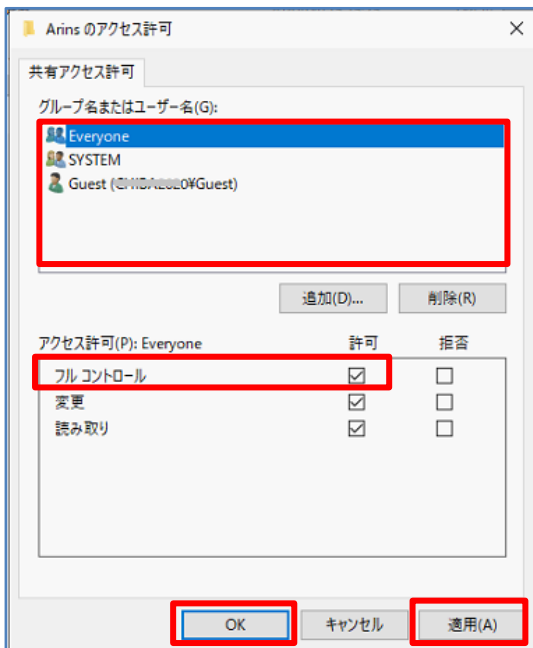 Arins のアクセス許可
共有アクセス許可
グループ名またはユーザー名(G):
Everyone
SYSTEM
Guest (¥Guest)
追加(D)...
削除(R)
アクセス許可(P): Everyone 許可 拒否
フル コントロール
変更
読み取り
OK
キャンセル
適用(A)